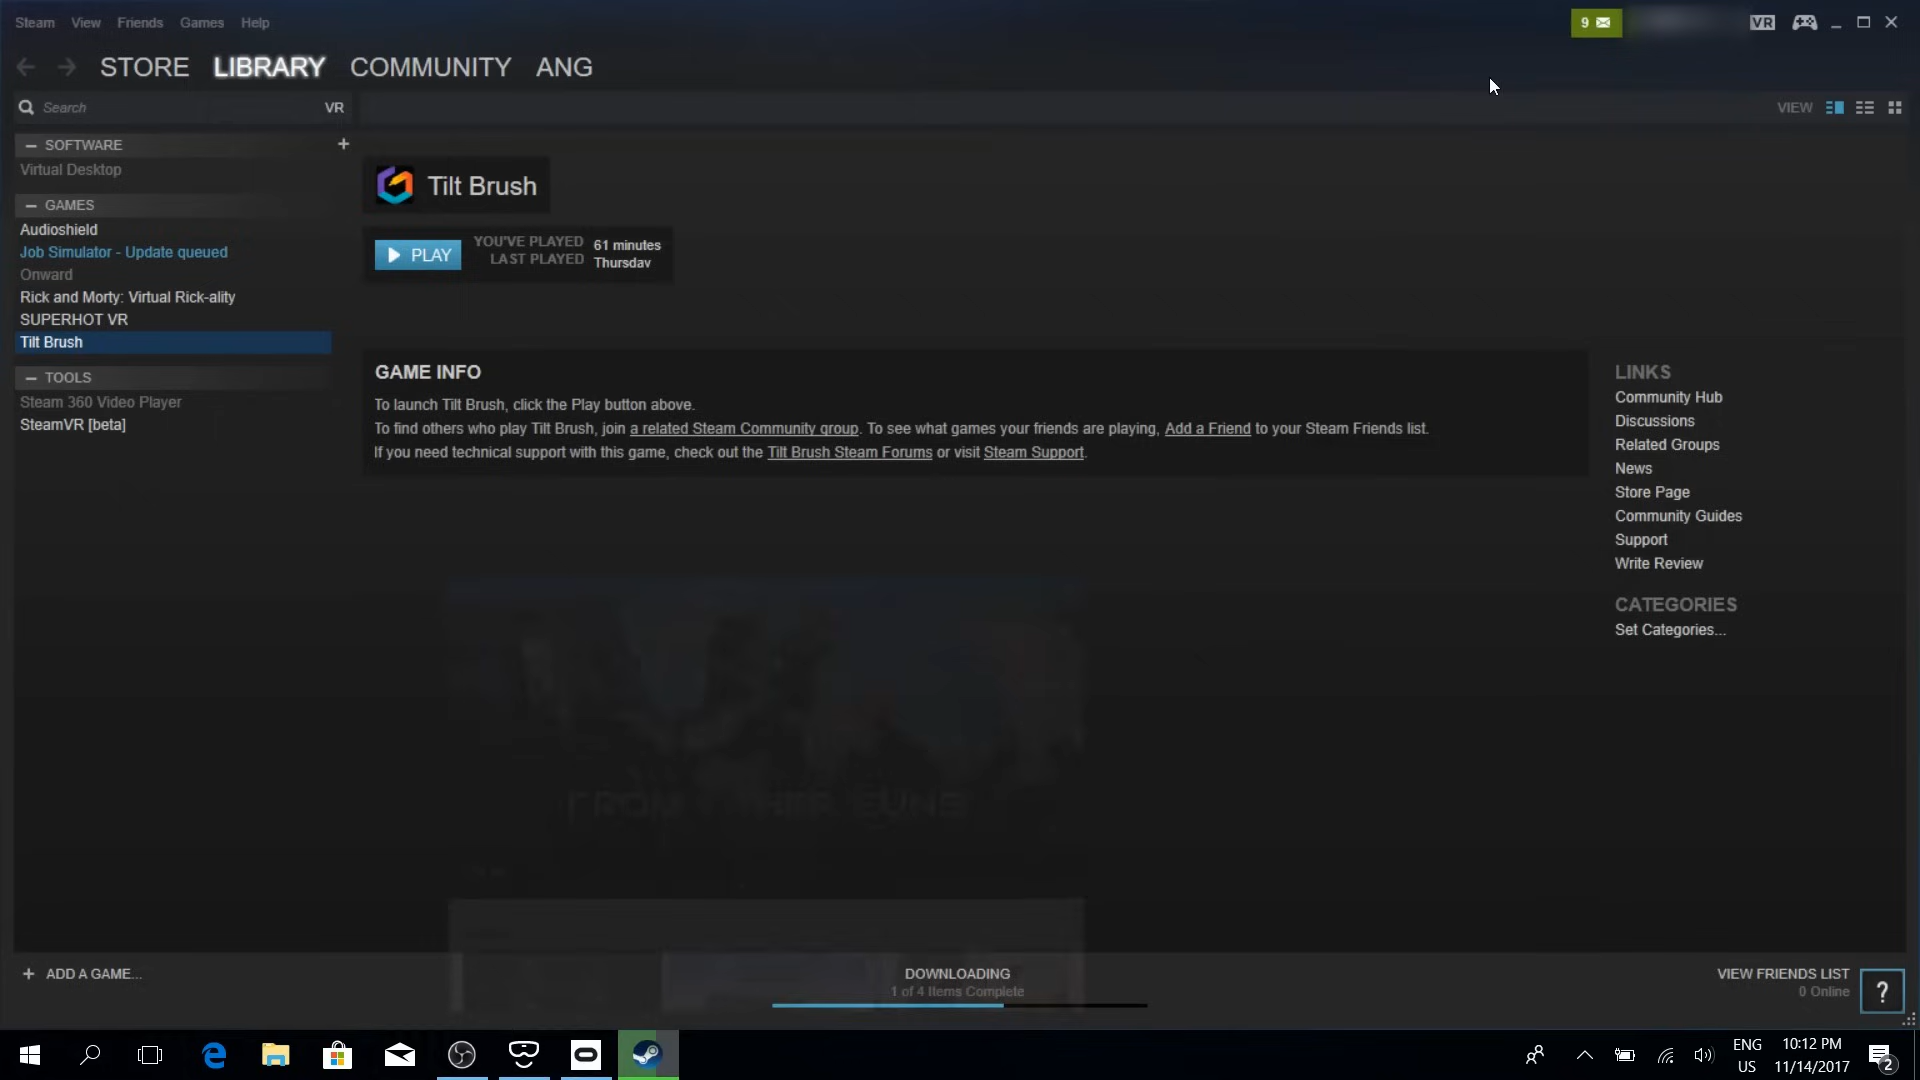 Steam View Friends Games Help
9
VR
STORE LIBRARY COMMUNITY ANG
Search VR
VIEW
— SOFTWARE +
Virtual Desktop
— GAMES
Audioshield
Job Simulator - Update queued
Onward
Rick and Morty: Virtual Rick-ality
SUPERHOT VR
Tilt Brush
— TOOLS
Steam 360 Video Player
SteamVR [beta]
Tilt Brush
PLAY
YOU'VE PLAYED 61 minutes
LAST PLAYED Thursday
GAME INFO
To launch Tilt Brush, click the Play button above.
To find others who play Tilt Brush, join a related Steam Community group. To see what games your friends are playing, Add a Friend to your Steam Friends list.
If you need technical support with this game, check out the Tilt Brush Steam Forums or visit Steam Support.
LINKS
Community Hub
Discussions
Related Groups
News
Store Page
Community Guides
Support
Write Review
CATEGORIES
Set Categories...
FROM OTHER SUNS
+ ADD A GAME...
DOWNLOADING
1 of 4 Items Complete
VIEW FRIENDS LIST
0 Online
?
ENG
US
10:12 PM
11/14/2017
2